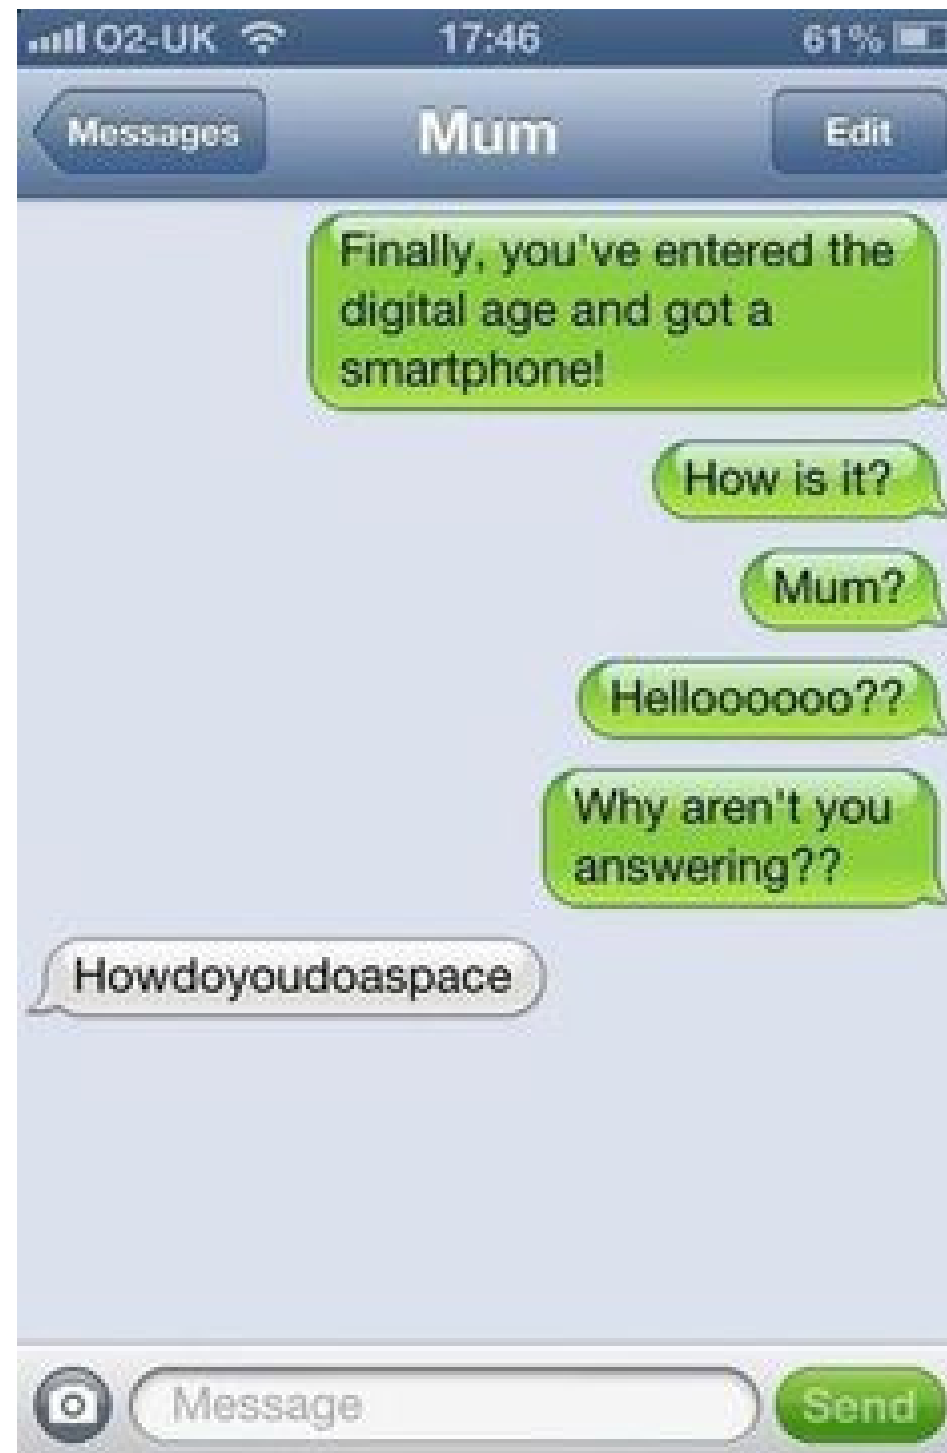 O2-UK 17:46 61%
Messages Mum Edit
Finally, you've entered the
digital age and got a
smartphone!
How is it?
Mum?
Helloooooo??
Why aren't you
answering??
Howdoyoudoaspace
Message Send